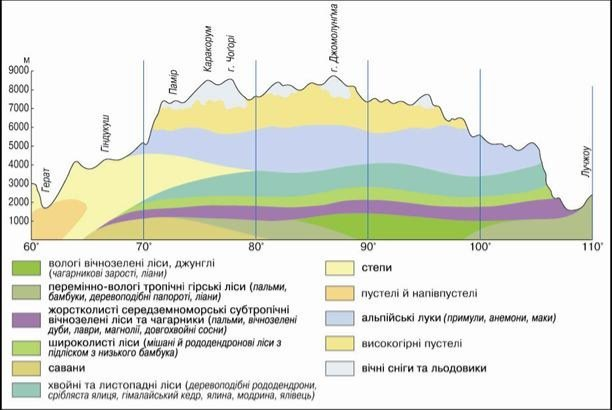 Герат
Гіндукуш
Памір
Каракорум
г. Чоґорі
г. Джомолунґма
Лучжоу
м
9000
8000
7000
6000
5000
4000
3000
2000
1000
60° 70° 80° 90° 100° 110°
вологі вічнозелені ліси, джунглі
(чагарникові зарості, ліани)
перемінно-вологі тропічні гірські ліси (пальми,
бамбуки, деревоподібні папороті, ліани)
жорстколисті середземноморські субтропічні
вічнозелені ліси та чагарники (пальми, вічнозелені
дуби, лаври, магнолії, довгохвойні сосни)
широколисті ліси (мішані й рододендронові ліси з
підліском з низького бамбука)
савани
хвойні та листопадні ліси (деревоподібні рододендрони,
срібляста ялиця, гімалайський кедр, ялина, модрина, ялівець)
степи
пустелі й напівпустелі
альпійські луки (примули, анемони, маки)
високогірні пустелі
вічні сніги та льодовики